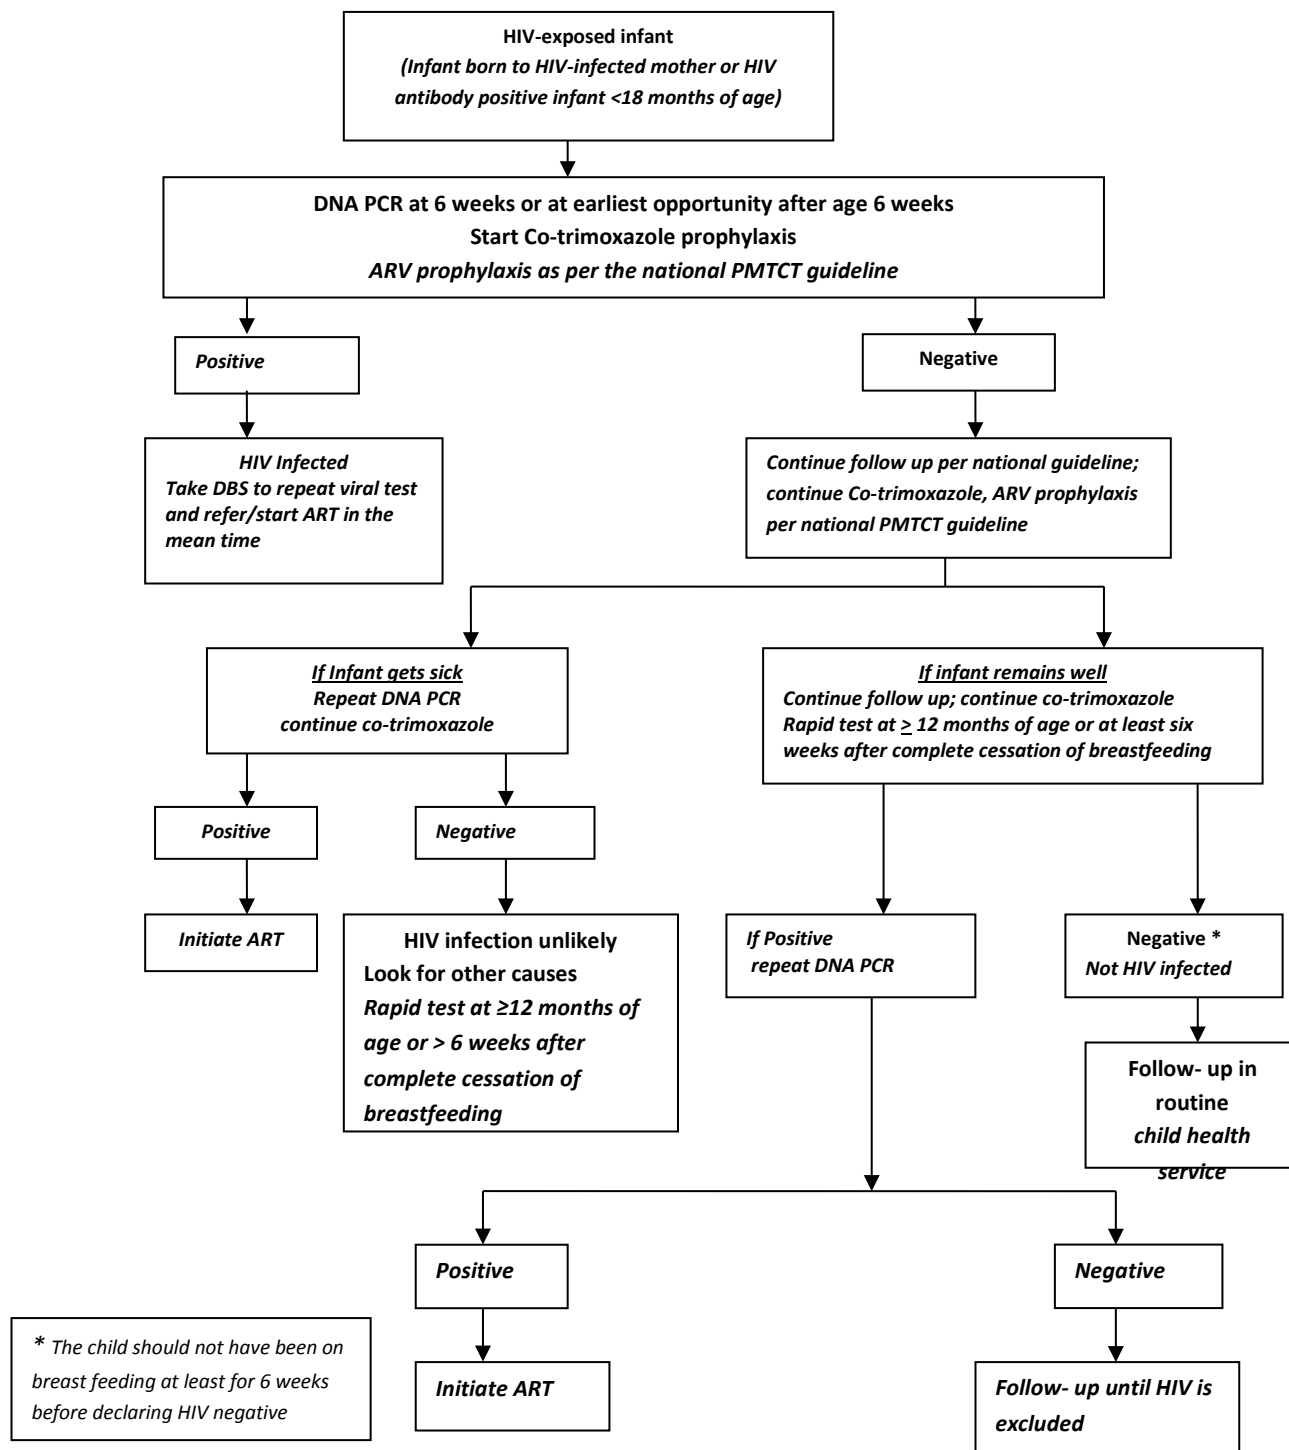 HIV-exposed infant
(Infant born to HIV-infected mother or HIV
antibody positive infant <18 months of age)
DNA PCR at 6 weeks or at earliest opportunity after age 6 weeks
Start Co-trimoxazole prophylaxis
ARV prophylaxis as per the national PMTCT guideline
Positive
Negative
HIV Infected
Take DBS to repeat viral test
and refer/start ART in the
mean time
Continue follow up per national guideline;
continue Co-trimoxazole, ARV prophylaxis
per national PMTCT guideline
If Infant gets sick
Repeat DNA PCR
continue co-trimoxazole
If infant remains well
Continue follow up; continue co-trimoxazole
Rapid test at ≥ 12 months of age or at least six
weeks after complete cessation of breastfeeding
Positive
Negative
Initiate ART
HIV infection unlikely
Look for other causes
Rapid test at ≥12 months of
age or > 6 weeks after
complete cessation of
breastfeeding
If Positive
repeat DNA PCR
Negative *
Not HIV infected
Follow- up in
routine
child health
service
Positive
Negative
Initiate ART
Follow- up until HIV is
excluded
* The child should not have been on
breast feeding at least for 6 weeks
before declaring HIV negative